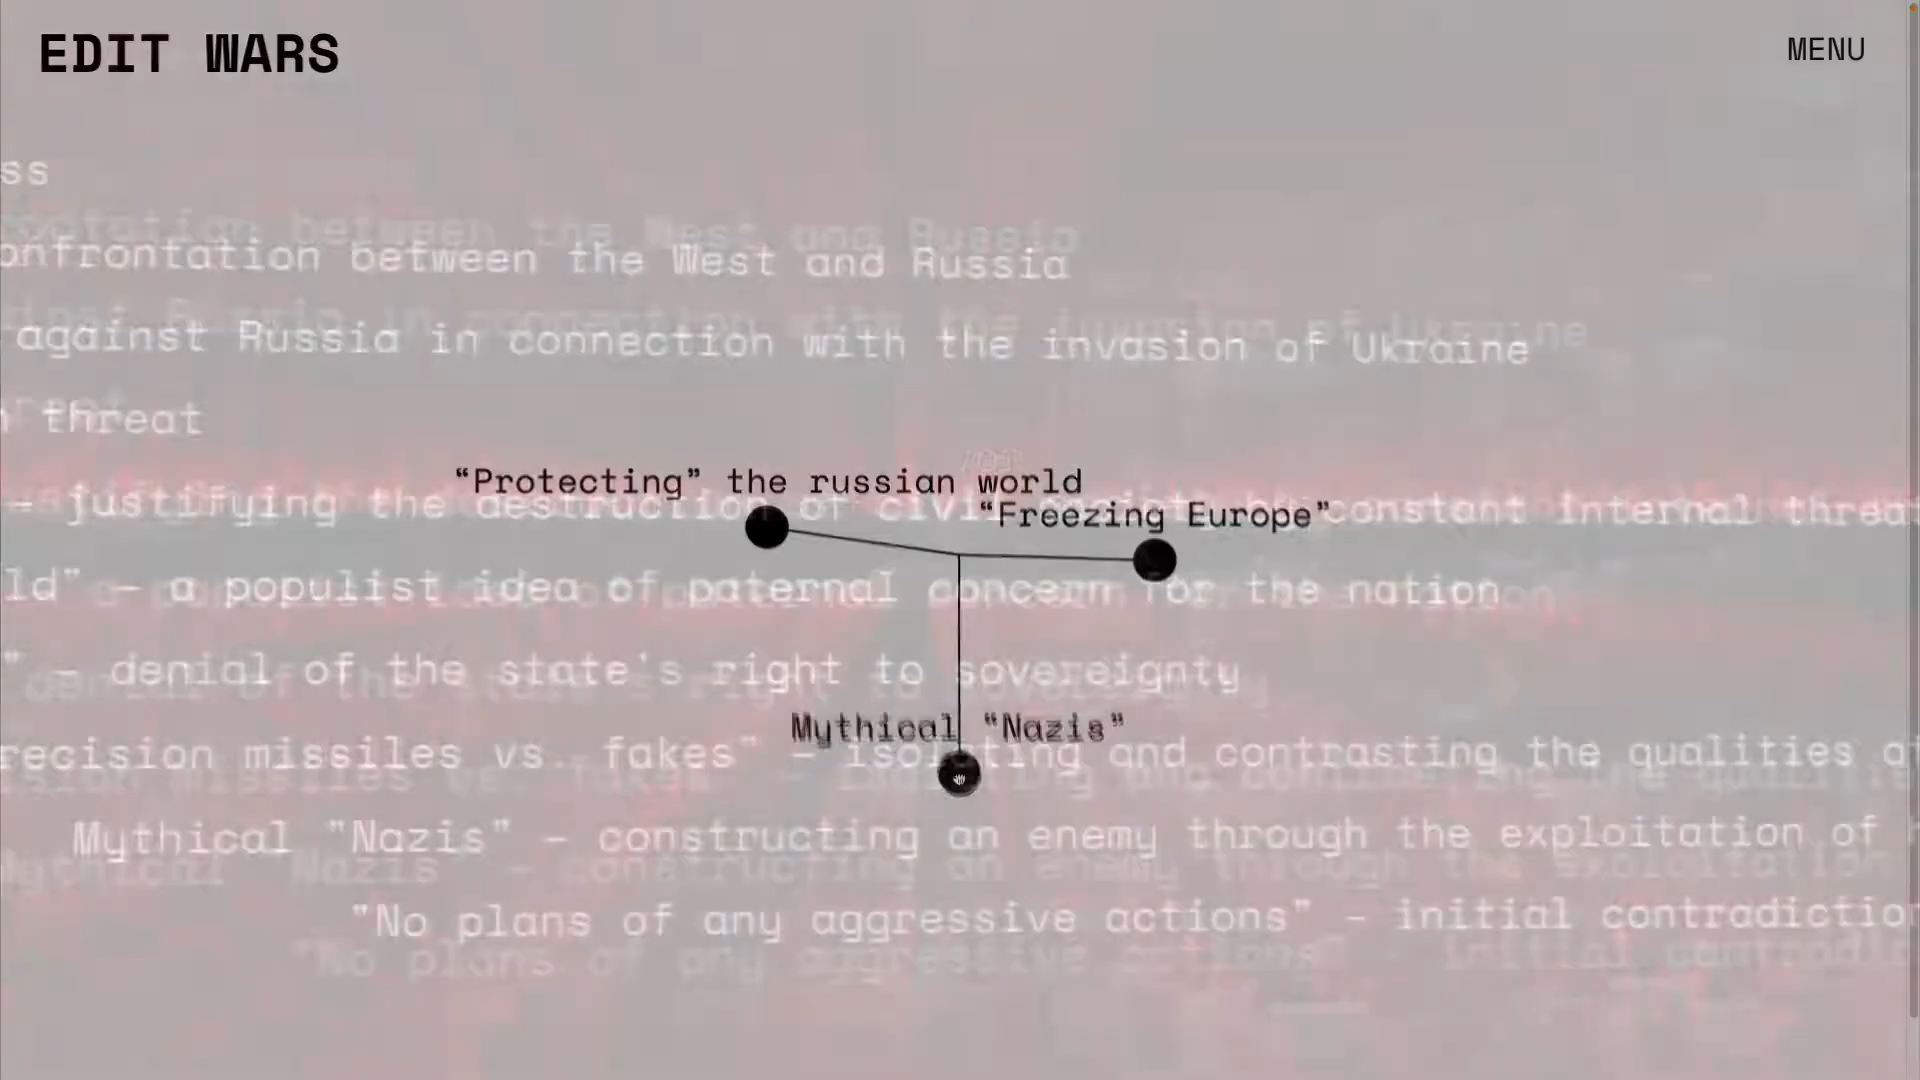 EDIT WARS
MENU
ss
onfrontation between the West and Russia
against Russia in connection with the invasion of Ukraine
threat
“Protecting” the russian world
“Freezing Europe”
— justifying the destruction of constant internal threat
ld" — a populist idea of paternal concern for the nation
" — denial of the state's right to sovereignty
Mythical “Nazis”
recision missiles vs. fakes" — isolating and contrasting the qualities
Mythical "Nazis" — constructing an enemy through the exploitation of
"No plans of any aggressive actions" - initial contradictio